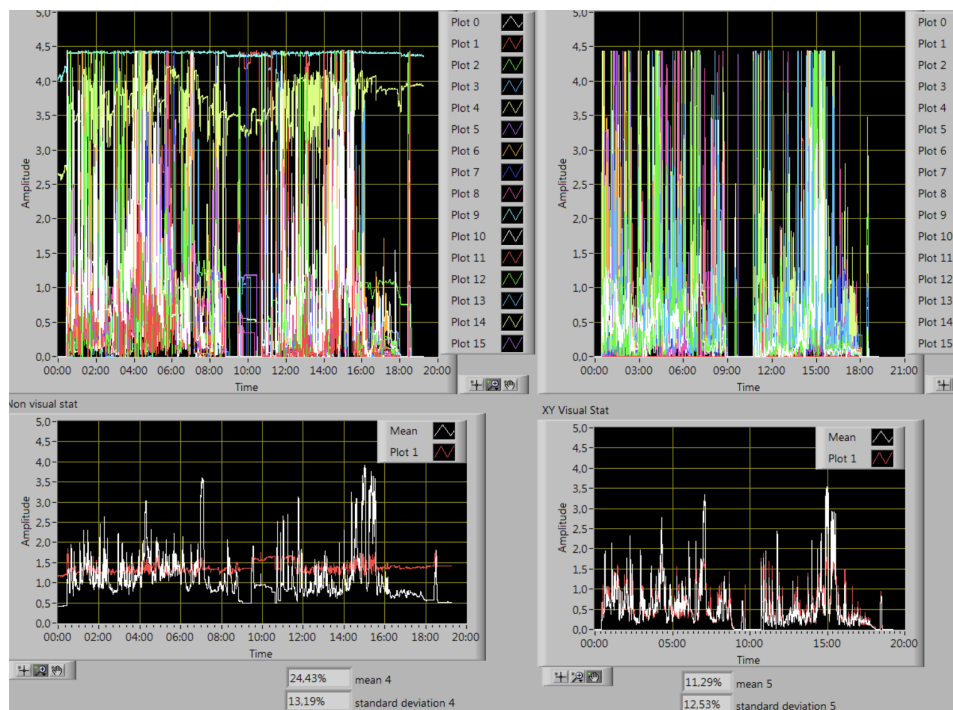 5,0
4,5
4,0
3,5
3,0
2,5
2,0
1,5
1,0
0,5
0,0
Amplitude
00:00 02:00 04:00 06:00 08:00 10:00 12:00 14:00 16:00 18:00 20:00
Time
Plot 0
Plot 1
Plot 2
Plot 3
Plot 4
Plot 5
Plot 6
Plot 7
Plot 8
Plot 9
Plot 10
Plot 11
Plot 12
Plot 13
Plot 14
Plot 15
5,0
4,5
4,0
3,5
3,0
2,5
2,0
1,5
1,0
0,5
0,0
Amplitude
00:00 03:00 06:00 09:00 12:00 15:00 18:00 21:00
Time
Plot 0
Plot 1
Plot 2
Plot 3
Plot 4
Plot 5
Plot 6
Plot 7
Plot 8
Plot 9
Plot 10
Plot 11
Plot 12
Plot 13
Plot 14
Plot 15
Non visual stat
5,0
4,5
4,0
3,5
3,0
2,5
2,0
1,5
1,0
0,5
0,0
Amplitude
Mean
Plot 1
00:00 02:00 04:00 06:00 08:00 10:00 12:00 14:00 16:00 18:00 20:00
Time
24,43% mean 4
13,19% standard deviation 4
XY Visual Stat
5,0
4,5
4,0
3,5
3,0
2,5
2,0
1,5
1,0
0,5
0,0
Amplitude
Mean
Plot 1
00:00 05:00 10:00 15:00 20:00
Time
11,29% mean 5
12,53% standard deviation 5